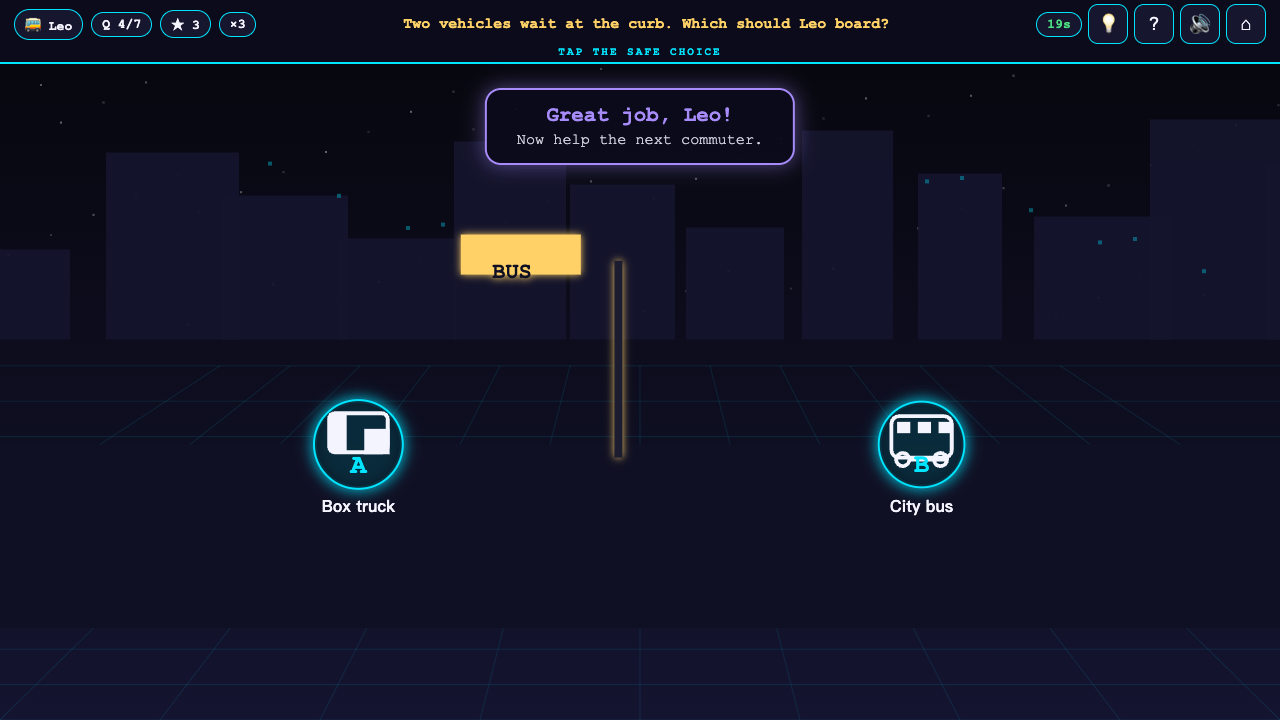 Leo
Q 4/7
★ 3
×3
Two vehicles wait at the curb. Which should Leo board?
TAP THE SAFE CHOICE
19s
?
Great job, Leo!
Now help the next commuter.
BUS
A
Box truck
B
City bus